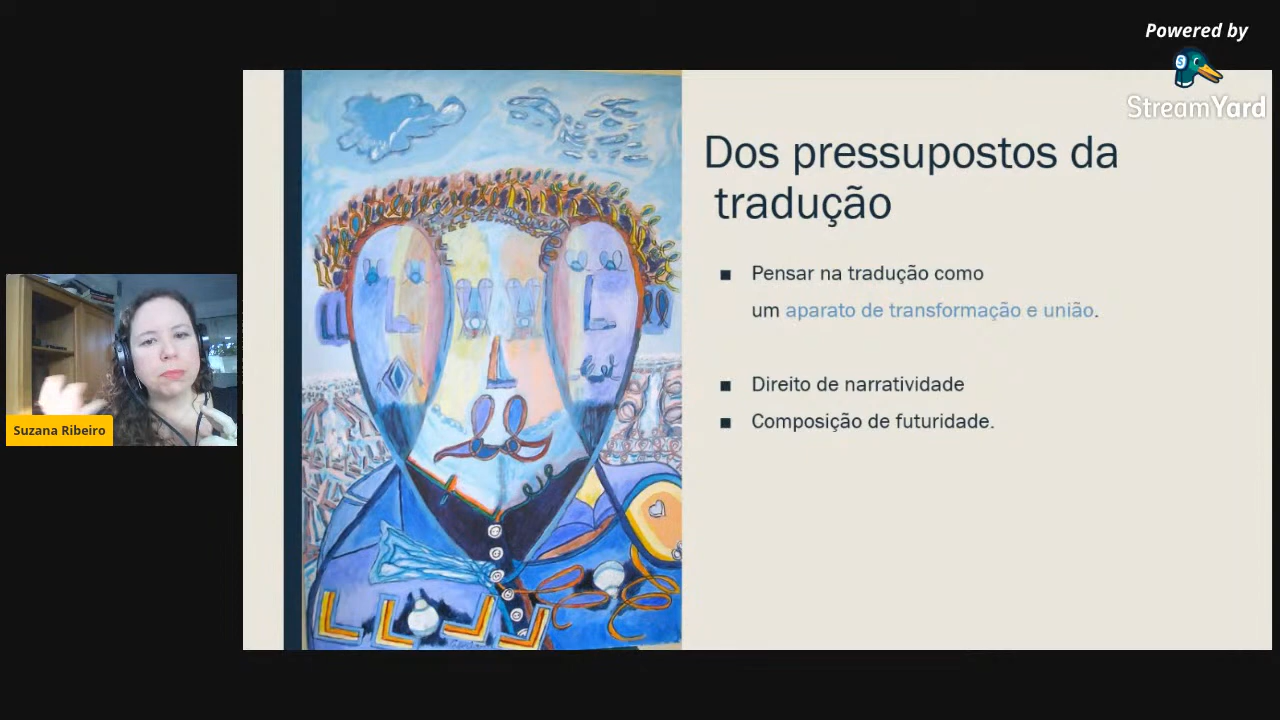 Powered by
StreamYard
Dos pressupostos da
tradução
■ Pensar na tradução como
um aparato de transformação e união.
■ Direito de narratividade
■ Composição de futuridade.
Suzana Ribeiro